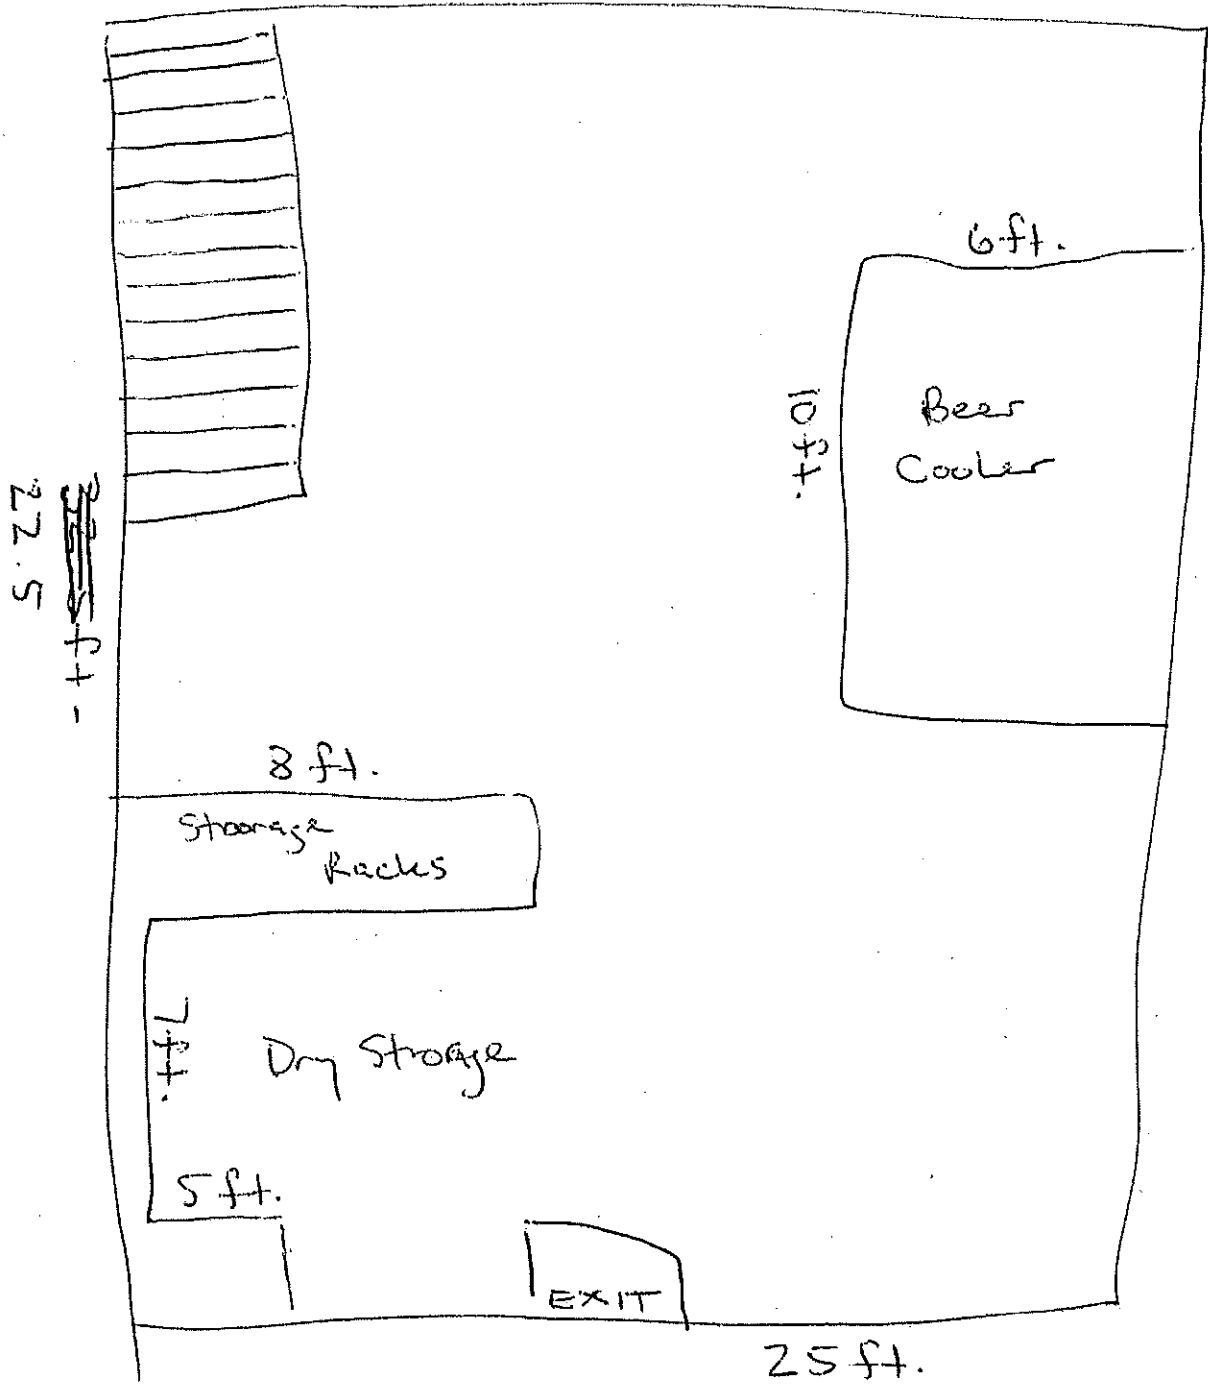 6 ft.
10 ft.
Beer
Cooler
22.5
ft.
8 ft.
Stoorage
Racks
7 ft.
Dry Storage
5 ft.
EXIT
25 ft.